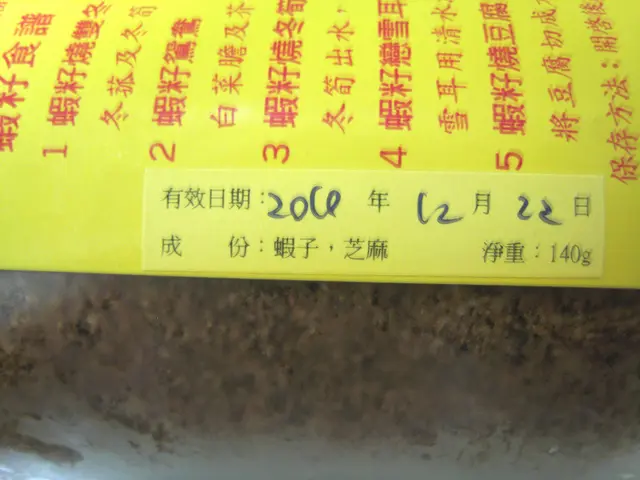 蝦籽食譜
1 蝦籽燒雙冬
冬菰及冬筍
2 蝦籽鴛鴦
白菜膽及芥
3 蝦籽燒冬筍
冬筍出水，
4 蝦籽戀雪耳
雪耳用清水
5 蝦籽燒豆腐
將豆腐切成
保存方法：開啓後
有效日期：年 12 月 22 日
成 份：蝦子，芝麻
淨重：140g